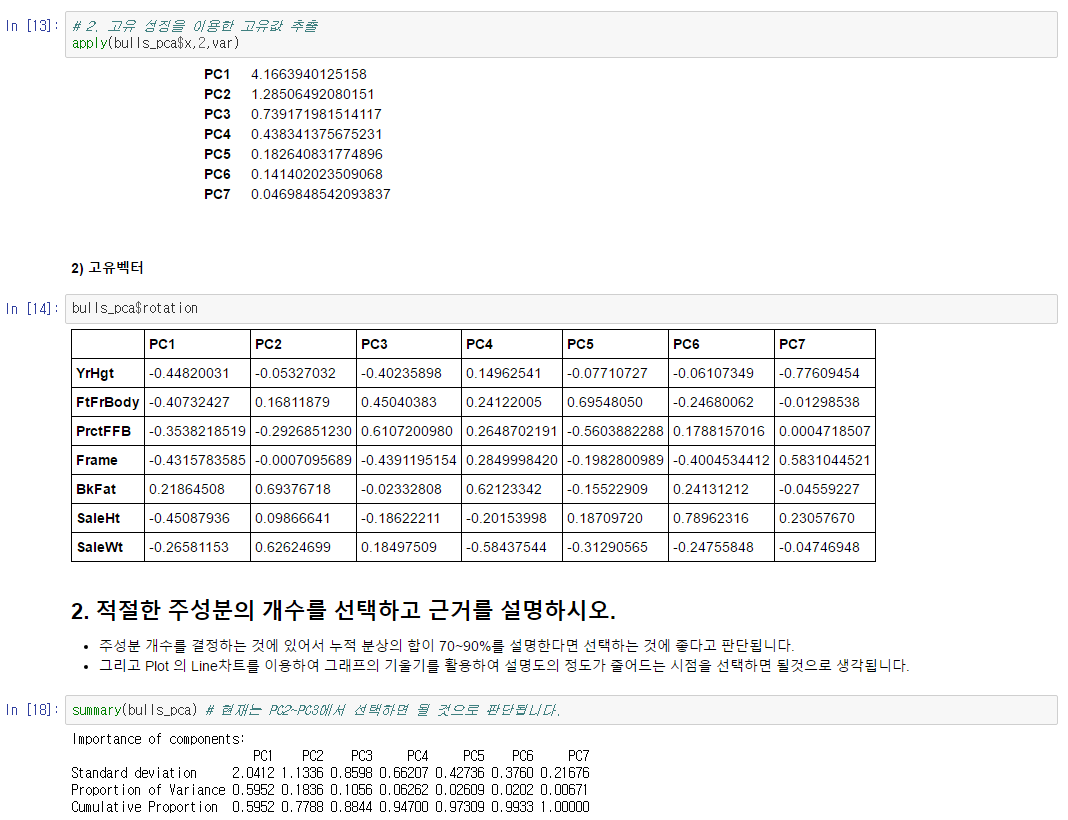 In [13]: # 2. 고유 성질을 이용한 고유값 추출
apply(bulls_pca$x,2,var)
PC1 4.1663940125158
PC2 1.28506492080151
PC3 0.739171981514117
PC4 0.438341375675231
PC5 0.182640831774896
PC6 0.141402023509068
PC7 0.0469848542093837
2) 고유벡터
In [14]: bulls_pca$rotation
PC1 PC2 PC3 PC4 PC5 PC6 PC7
YrHgt -0.44820031 -0.05327032 -0.40235898 0.14962541 -0.07710727 -0.06107349 -0.77609454
FtFrBody -0.40732427 0.16811879 0.45040383 0.24122005 0.69548050 -0.24680062 -0.01298538
PrctFFB -0.3538218519 -0.2926851230 0.6107200980 0.2648702191 -0.5603882288 0.1788157016 0.0004718507
Frame -0.4315783585 -0.0007095689 -0.4391195154 0.2849998420 -0.1982800989 -0.4004534412 0.5831044521
BkFat 0.21864508 0.69376718 -0.02332808 0.62123342 -0.15522909 0.24131212 -0.04559227
SaleHt -0.45087936 0.09866641 -0.18622211 -0.20153998 0.18709720 0.78962316 0.23057670
SaleWt -0.26581153 0.62624699 0.18497509 -0.58437544 -0.31290565 -0.24755848 -0.04746948
2. 적절한 주성분의 개수를 선택하고 근거를 설명하시오.
• 주성분 개수를 결정하는 것에 있어서 누적 분상의 합이 70~90%를 설명한다면 선택하는 것에 좋다고 판단됩니다.
• 그리고 Plot 의 Line차트를 이용하여 그래프의 기울기를 활용하여 설명도의 정도가 줄어드는 시점을 선택하면 될것으로 생각됩니다.
In [18]: summary(bulls_pca) # 현재는 PC2~PC3에서 선택하면 될 것으로 판단됩니다.
Importance of components:
PC1 PC2 PC3 PC4 PC5 PC6 PC7
Standard deviation 2.0412 1.1336 0.8598 0.66207 0.42736 0.3760 0.21676
Proportion of Variance 0.5952 0.1836 0.1056 0.06262 0.02609 0.0202 0.00671
Cumulative Proportion 0.5952 0.7788 0.8844 0.94700 0.97309 0.9933 1.00000